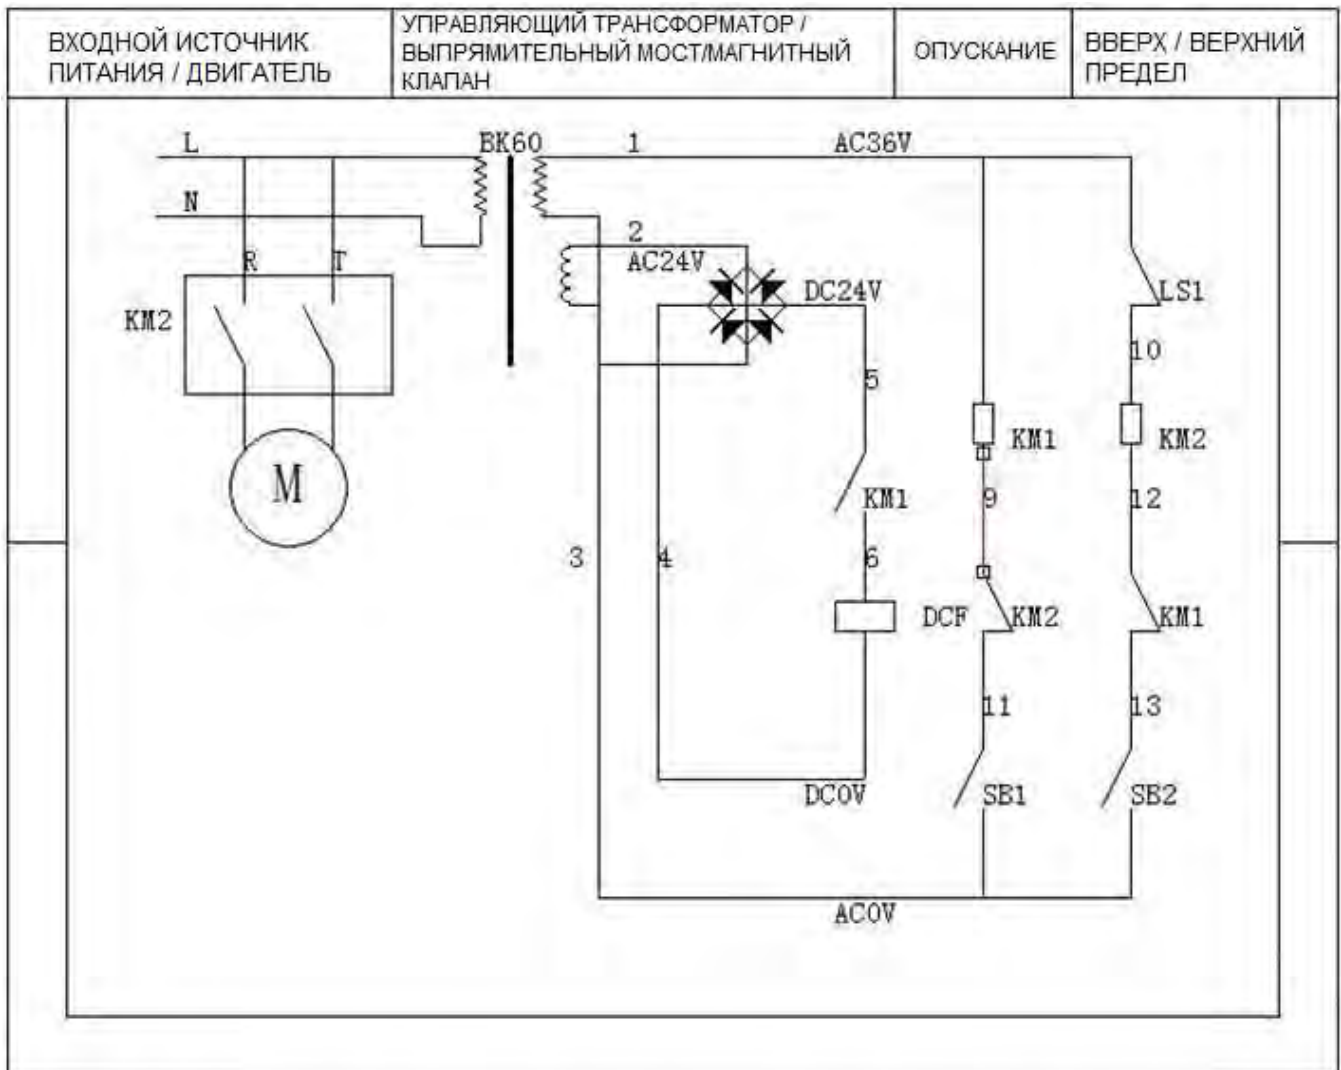 ВХОДНОЙ ИСТОЧНИК
ПИТАНИЯ / ДВИГАТЕЛЬ
УПРАВЛЯЮЩИЙ ТРАНСФОРМАТОР /
ВЫПРЯМИТЕЛЬНЫЙ МОСТ/МАГНИТНЫЙ
КЛАПАН
ОПУСКАНИЕ
ВВЕРХ / ВЕРХНИЙ
ПРЕДЕЛ
L
BK60
1
AC36V
N
2
R
T
AC24V
DC24V
LS1
KM2
10
5
KM1
KM2
M
KM1
9
12
3
4
6
DCF
KM2
KM1
11
13
DC0V
SB1
SB2
AC0V